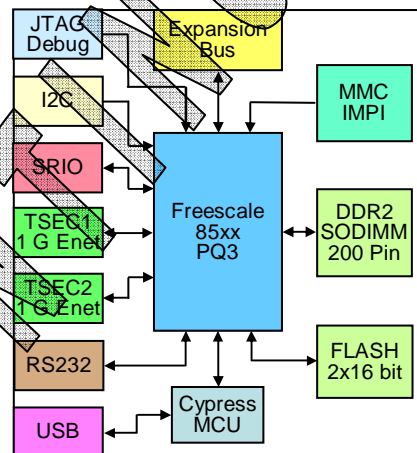 JTAG
Debug
Expansion
Bus
I2C
MMC
IMPI
SRIO
Freescale
85xx
PQ3
TSEC1
1 G Enet
DDR2
SODIMM
200 Pin
TSEC2
1 G Enet
RS232
FLASH
2x16 bit
Cypress
MCU
USB